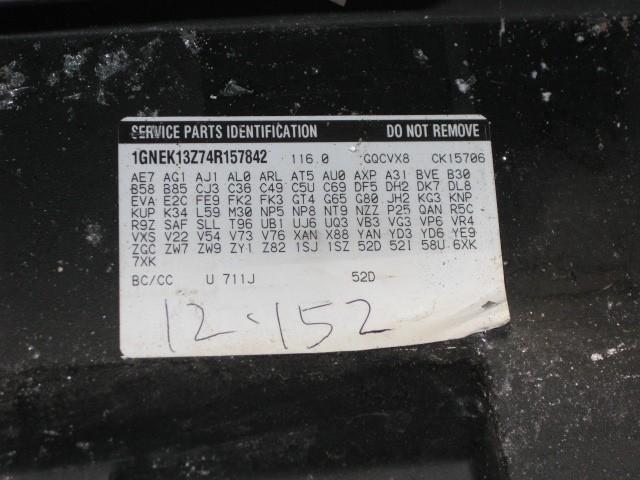 SERVICE PARTS IDENTIFICATION DO NOT REMOVE
1GNEK13Z74R157842 116.0 GQCVX8 CK15706
AE7 AG1 AJ1 AL0 ARL AT5 AU0 AXP A31 BVE B30
B58 B85 CJ3 C36 C49 C5U C69 DF5 DH2 DK7 DL8
EVA E2C FE9 FK2 FK3 GT4 G65 G80 JH2 KG3 KNP
KUP K34 L59 M30 NP5 NP8 NT9 NZZ P25 QAN R5C
R9Z SAF SLL T96 UB1 UJ6 UQ3 VB3 VG3 VP6 VR4
VXS V22 V54 V73 V76 XAN X88 YAN YD3 YD6 YE9
ZGC ZW7 ZW9 ZY1 Z82 1SJ 1SZ 52D 52I 58U 6XK
7XK
BC/CC U 711J 52D
12-152